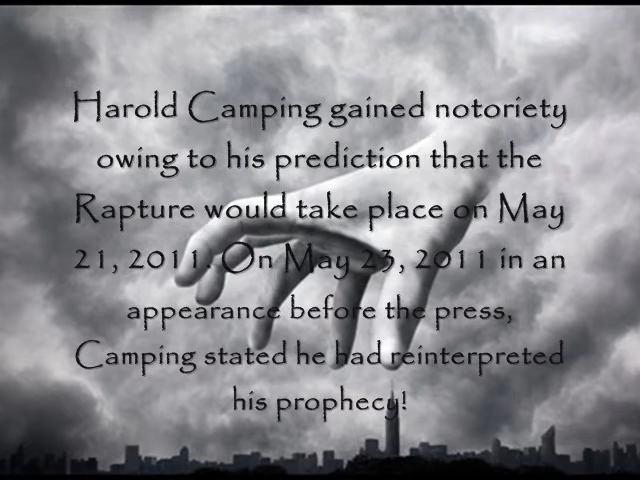 Harold Camping gained notoriety
owing to his prediction that the
Rapture would take place on May
21, 2011. On May 23, 2011 in an
appearance before the press,
Camping stated he had reinterpreted
his prophecy!